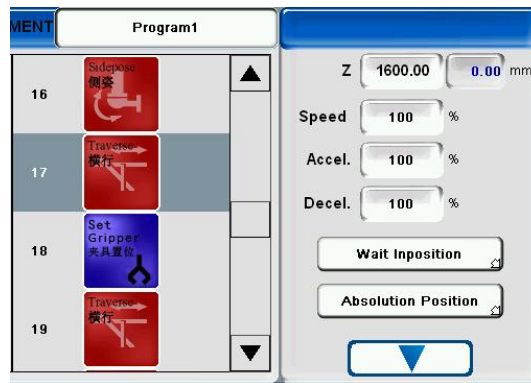 MENT
Program1
16
Sidepose
侧姿
17
Traverse
横行
18
Set
Gripper
夹具置位
19
Traverse
横行
Z 1600.00 0.00 mm
Speed 100 %
Accel. 100 %
Decel. 100 %
Wait Inposition
Absolution Position